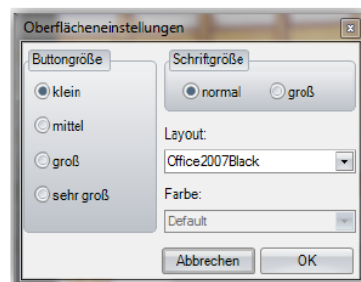 Oberflächeneinstellungen
Buttongröße
klein
mittel
groß
sehr groß
Schriftgröße
normal groß
Layout:
Office2007Black
Farbe:
Default
Abbrechen OK